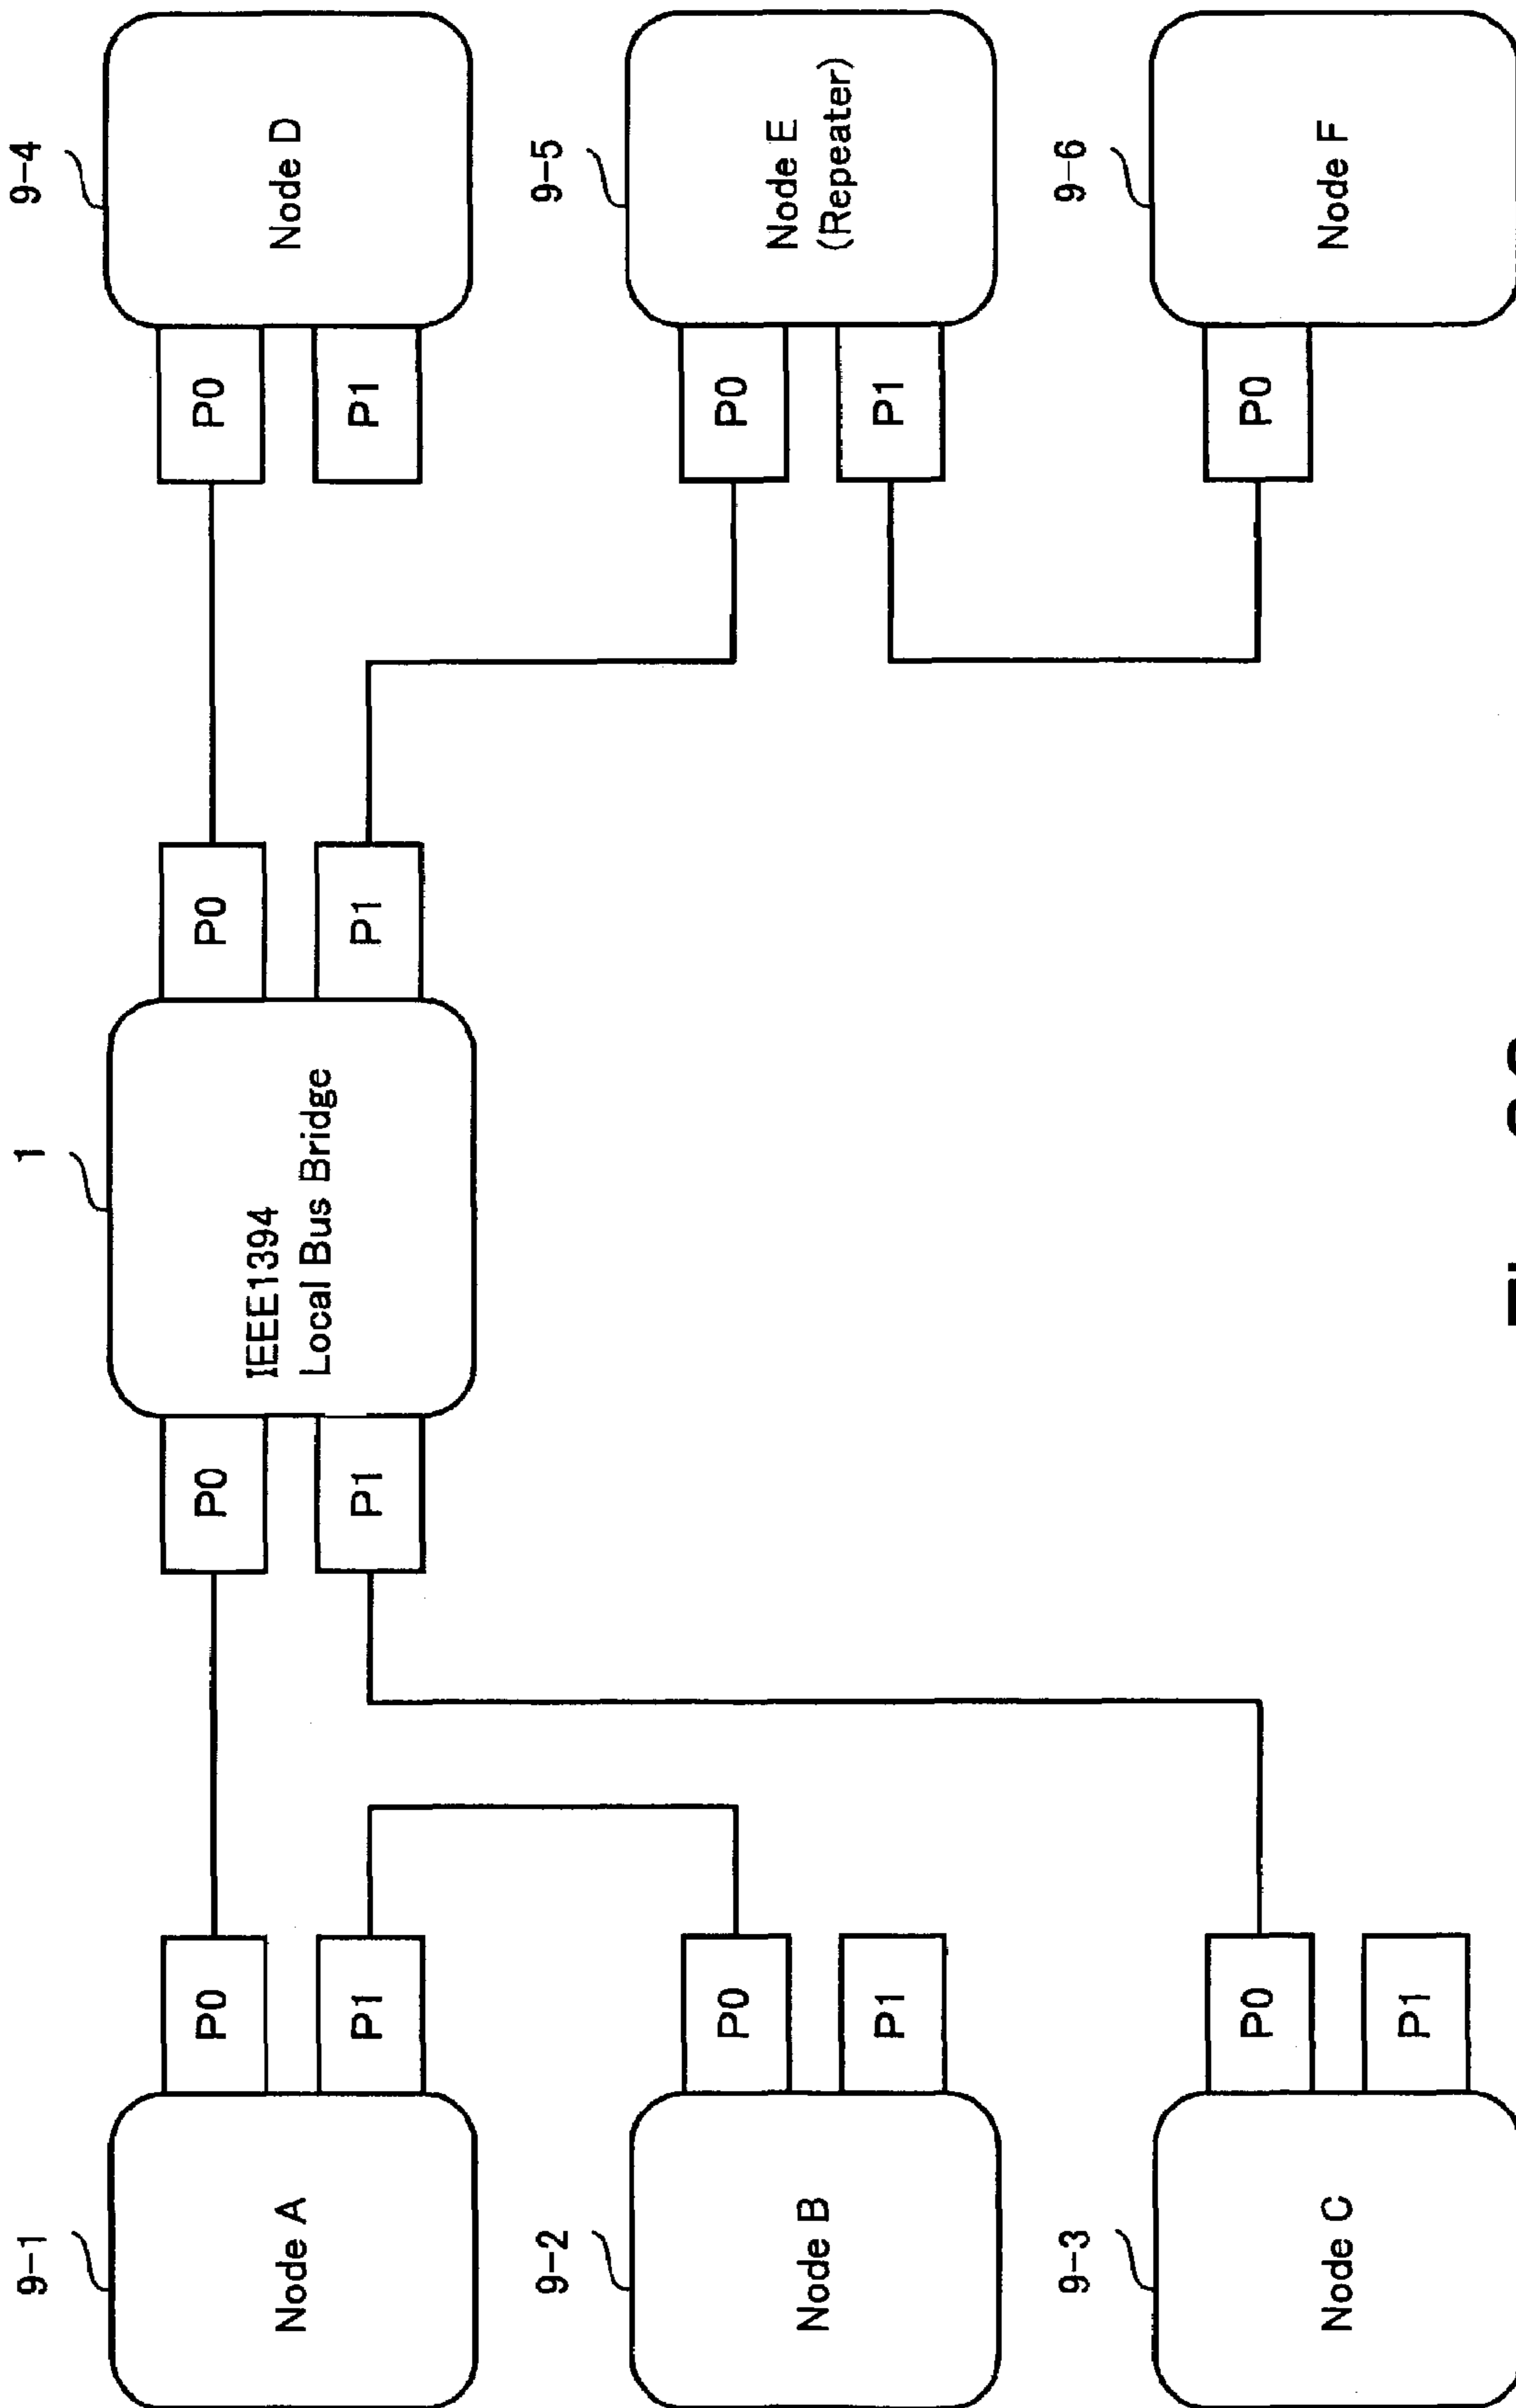 9-1
Node A
P0
P1
9-2
Node B
P0
P1
9-3
Node C
P0
P1
1
IEEE1394
Local Bus Bridge
P0
P1
P0
P1
9-4
Node D
P0
P1
9-5
Node E
(Repeater)
P0
P1
9-6
Node F
P0